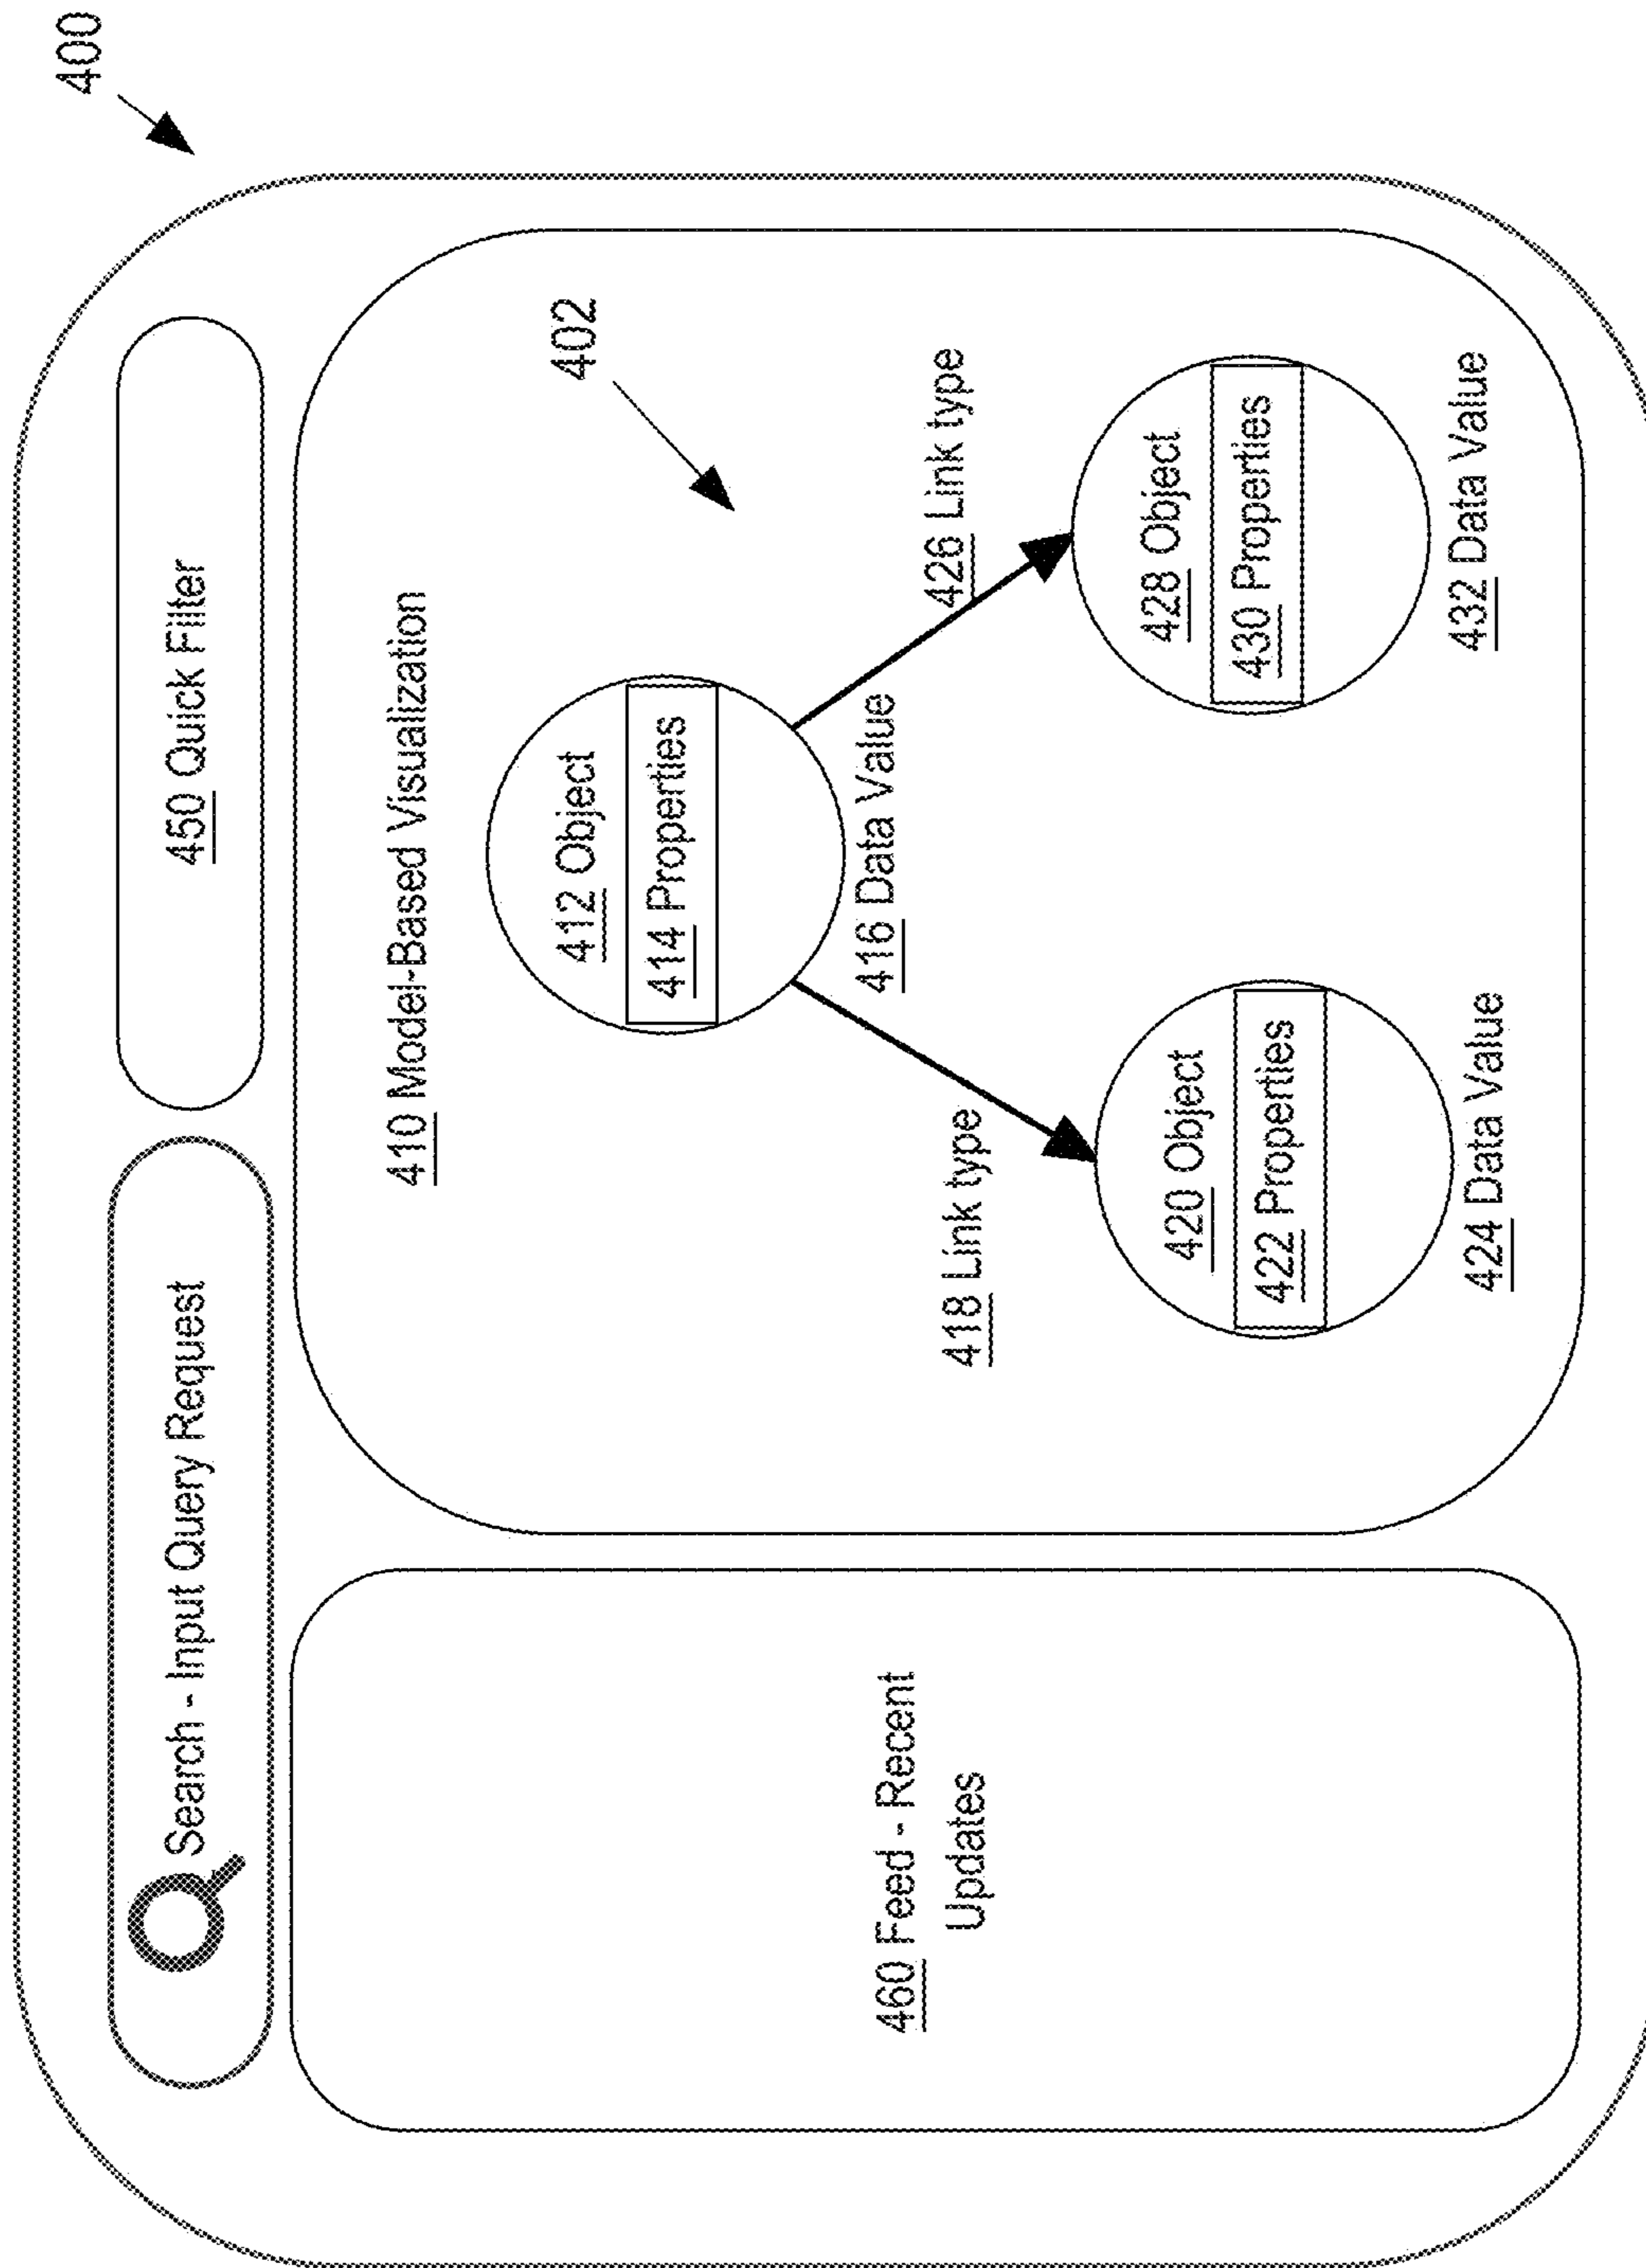 400
Search - Input Query Request
450 Quick Filter
410 Model-Based Visualization
402
412 Object
414 Properties
416 Data Value
418 Link type
426 Link type
420 Object
422 Properties
424 Data Value
428 Object
430 Properties
432 Data Value
460 Feed - Recent
Updates